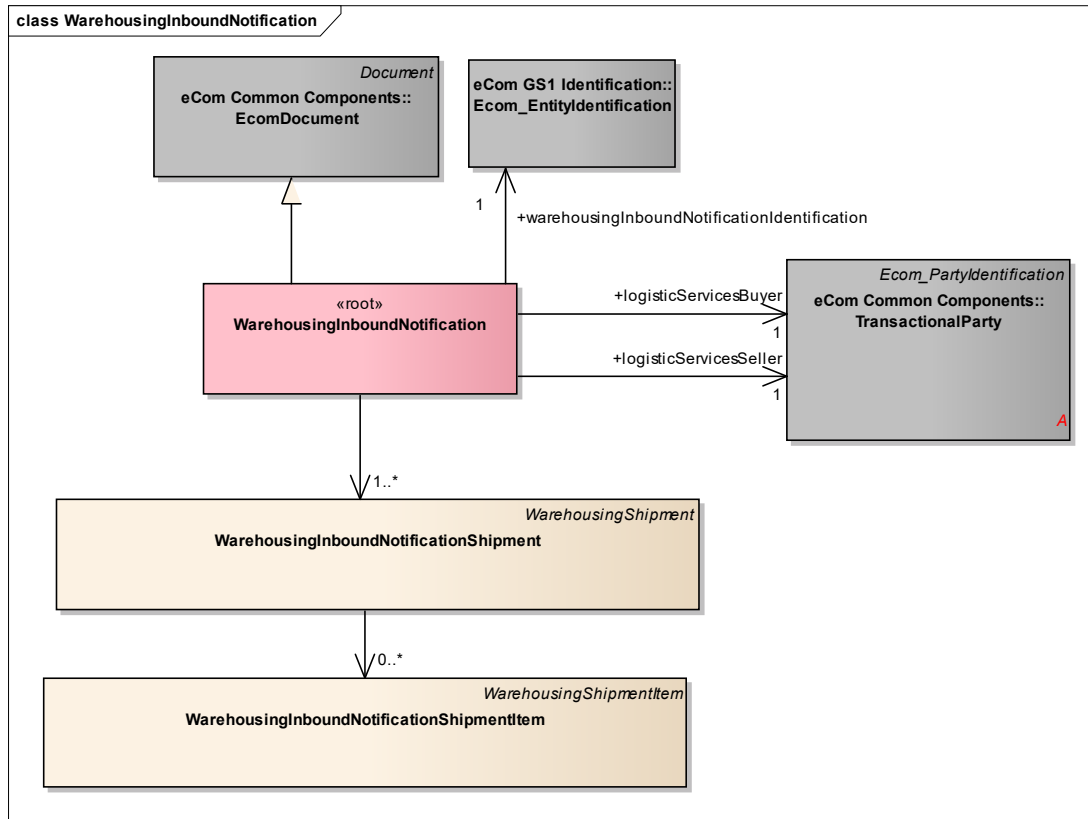 class WarehousingInboundNotification
Document
eCom Common Components::
EcomDocument
eCom GS1 Identification::
Ecom_EntityIdentification
1
+warehousingInboundNotificationIdentification
«root»
WarehousingInboundNotification
+logisticServicesBuyer
1
+logisticServicesSeller
1
Ecom_PartyIdentification
eCom Common Components::
TransactionalParty
A
1..*
WarehousingShipment
WarehousingInboundNotificationShipment
0..*
WarehousingShipmentItem
WarehousingInboundNotificationShipmentItem